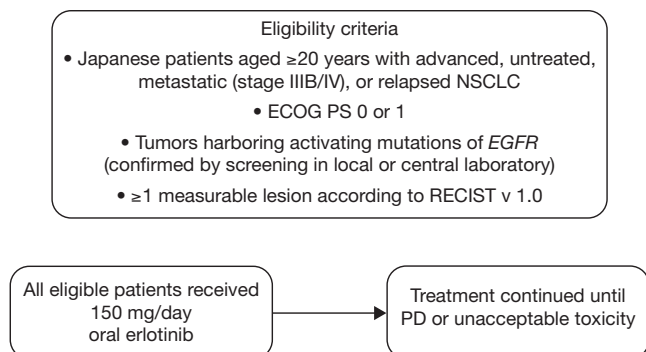 Eligibility criteria
• Japanese patients aged ≥20 years with advanced, untreated,
metastatic (stage IIIB/IV), or relapsed NSCLC
• ECOG PS 0 or 1
• Tumors harboring activating mutations of EGFR
(confirmed by screening in local or central laboratory)
• ≥1 measurable lesion according to RECIST v 1.0
All eligible patients received
150 mg/day
oral erlotinib
Treatment continued until
PD or unacceptable toxicity